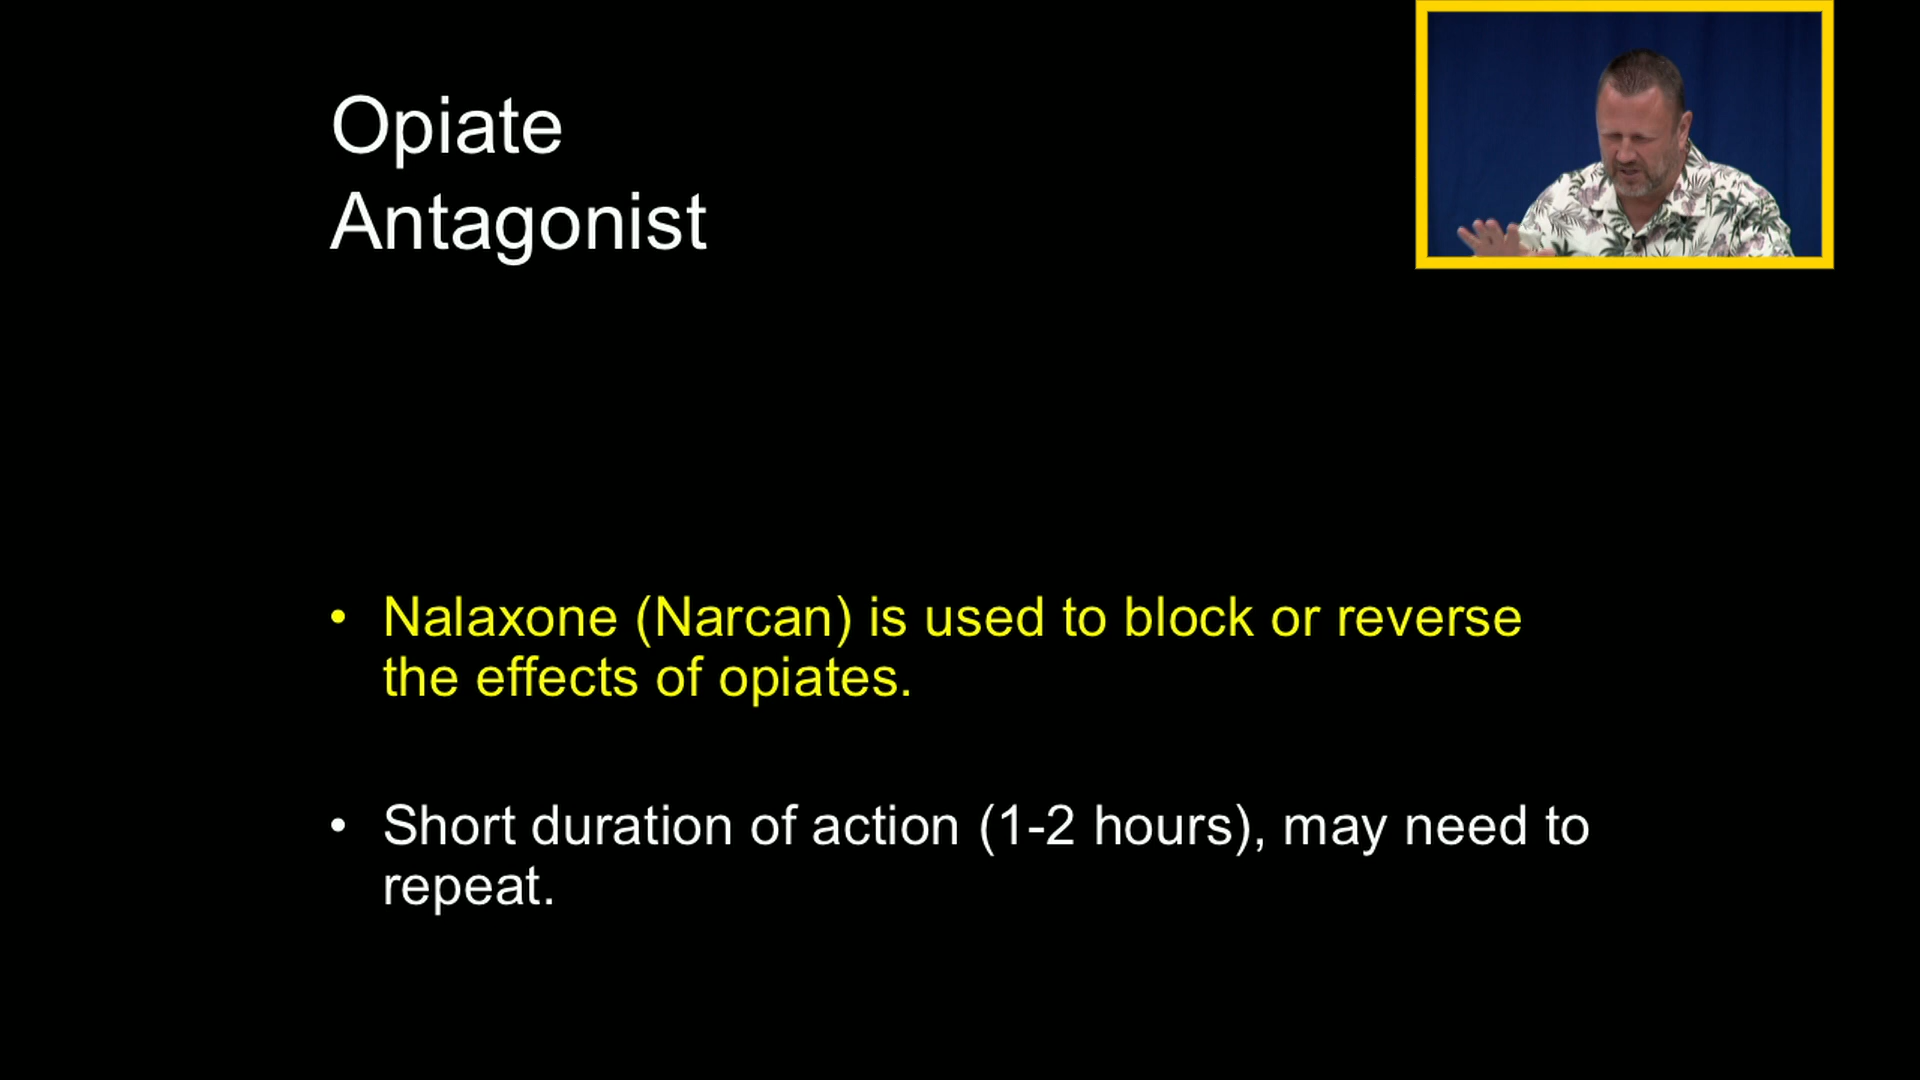 Opiate
Antagonist
• Nalaxone (Narcan) is used to block or reverse
the effects of opiates.
• Short duration of action (1-2 hours), may need to
repeat.